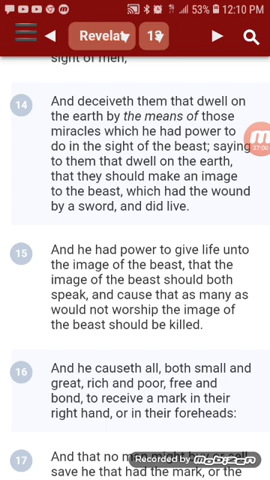 53% 12:10 PM
Revelat 13
sight of men,
14
And deceiveth them that dwell on
the earth by the means of those
miracles which he had power to
do in the sight of the beast; saying
to them that dwell on the earth,
that they should make an image
to the beast, which had the wound
by a sword, and did live.
27:06
15
And he had power to give life unto
the image of the beast, that the
image of the beast should both
speak, and cause that as many as
would not worship the image of
the beast should be killed.
16
And he causeth all, both small and
great, rich and poor, free and
bond, to receive a mark in their
right hand, or in their foreheads:
17
And that no
save he that had the mark, or the
Recorded by mobizen